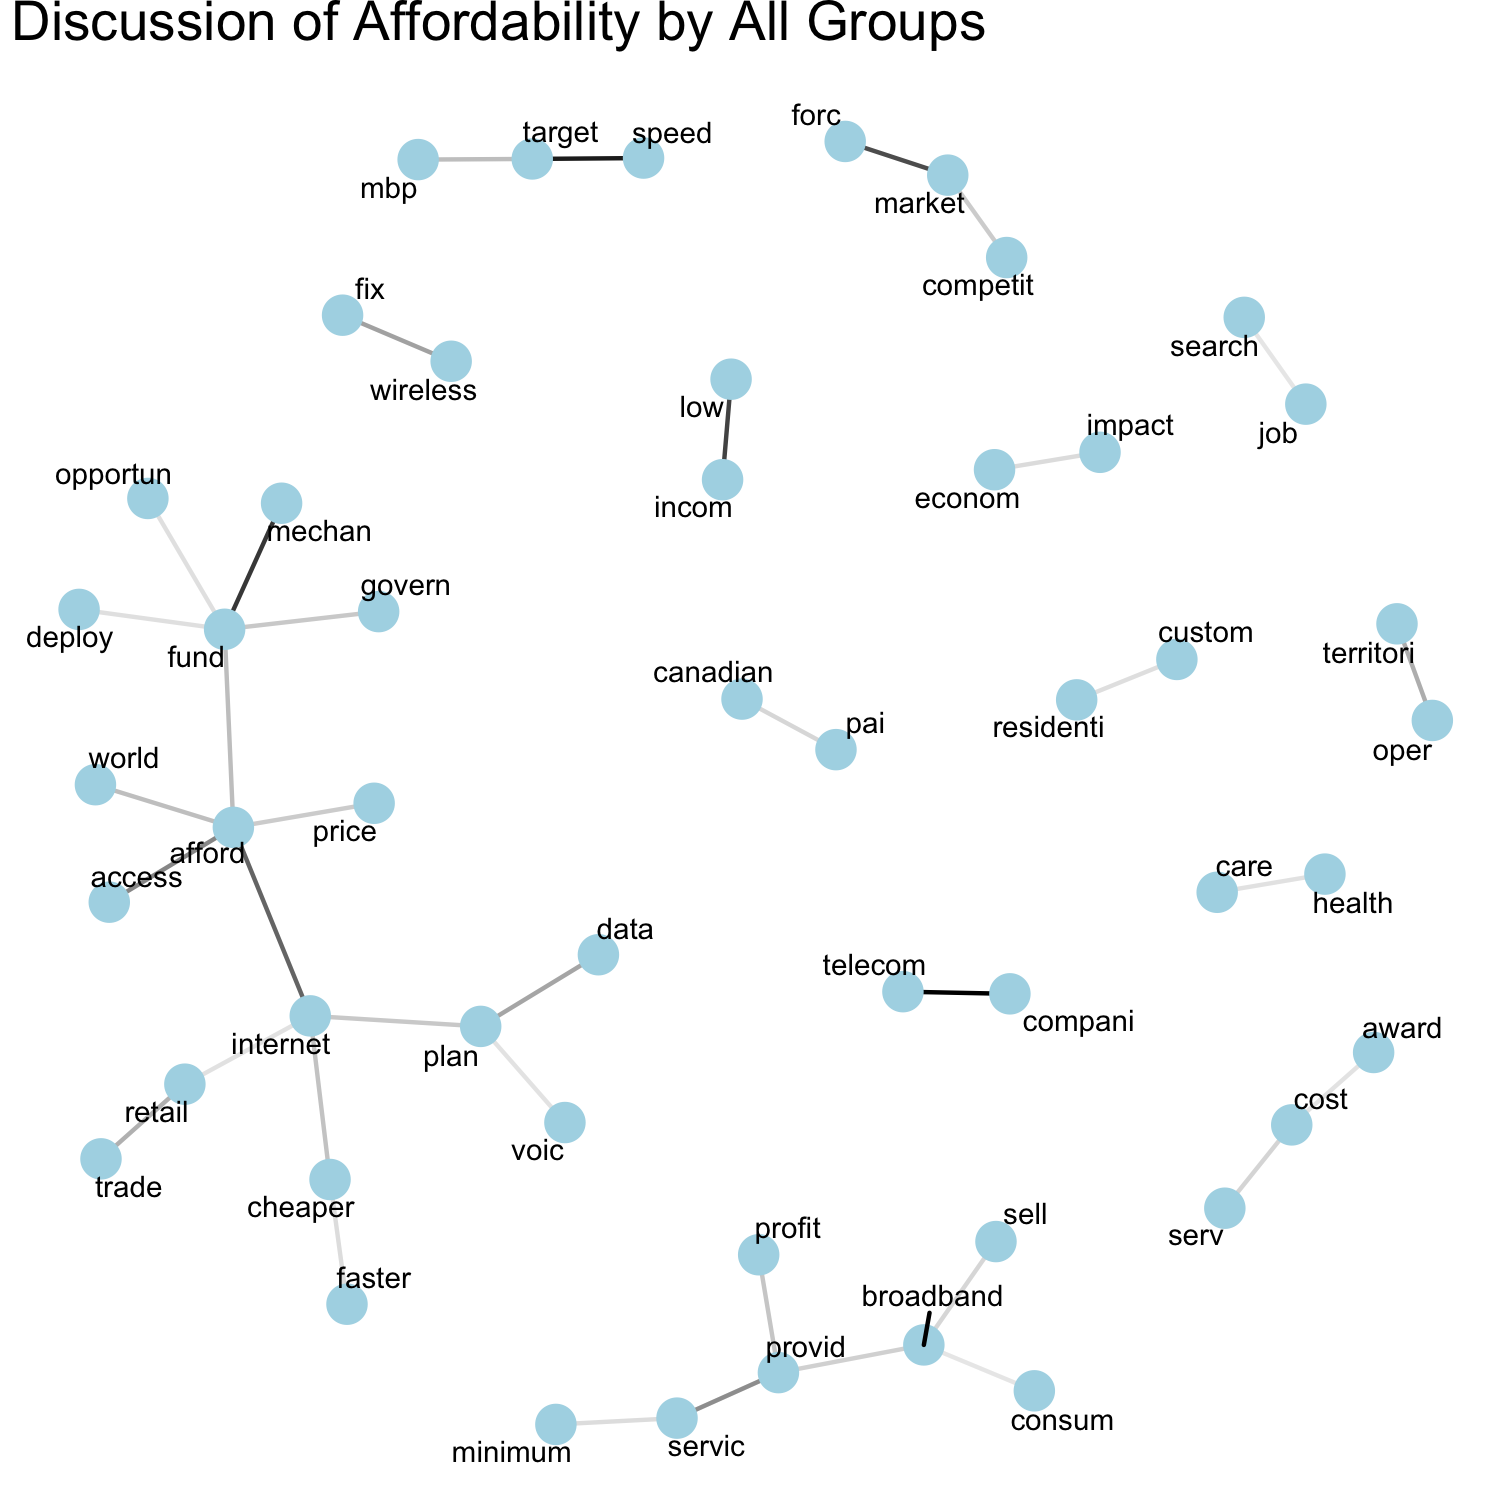 Discussion of Affordability by All Groups
forc
target
speed
mbp
market
competit
fix
search
wireless
low
impact
job
opportun
econom
incom
mechan
govern
custom
deploy
territori
fund
canadian
pai
residenti
oper
world
price
afford
care
access
health
data
telecom
compani
award
internet
plan
cost
retail
voic
trade
cheaper
sell
profit
serv
faster
broadband
provid
consum
servic
minimum